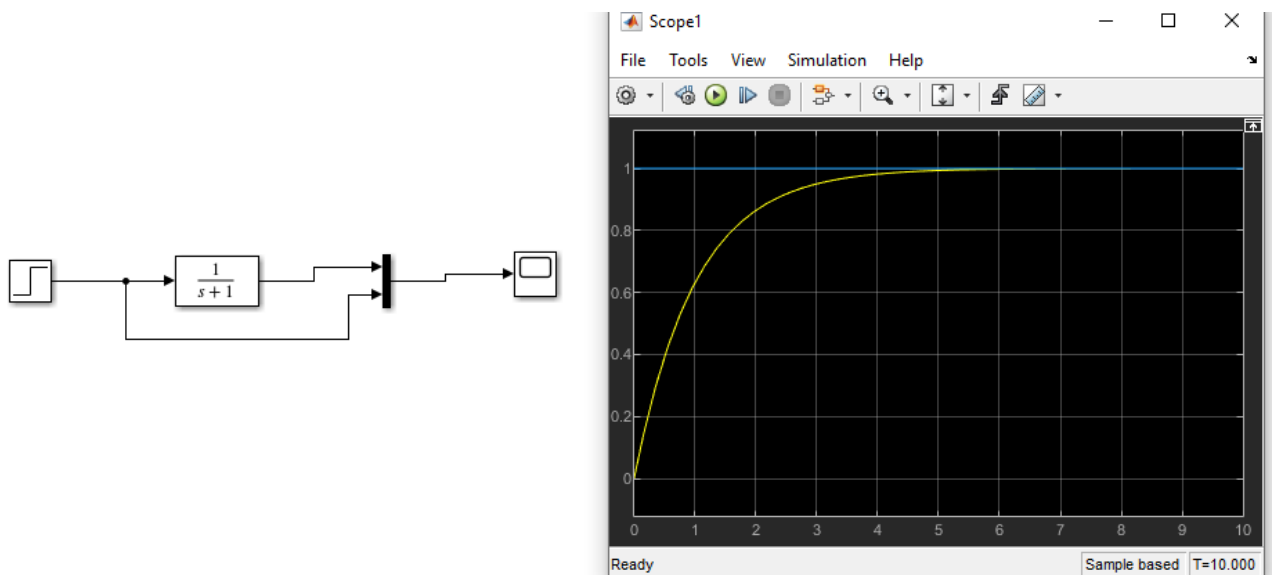 1
s + 1
Scope1
File Tools View Simulation Help
1
0.8
0.6
0.4
0.2
0
0 1 2 3 4 5 6 7 8 9 10
Ready Sample based T=10.000